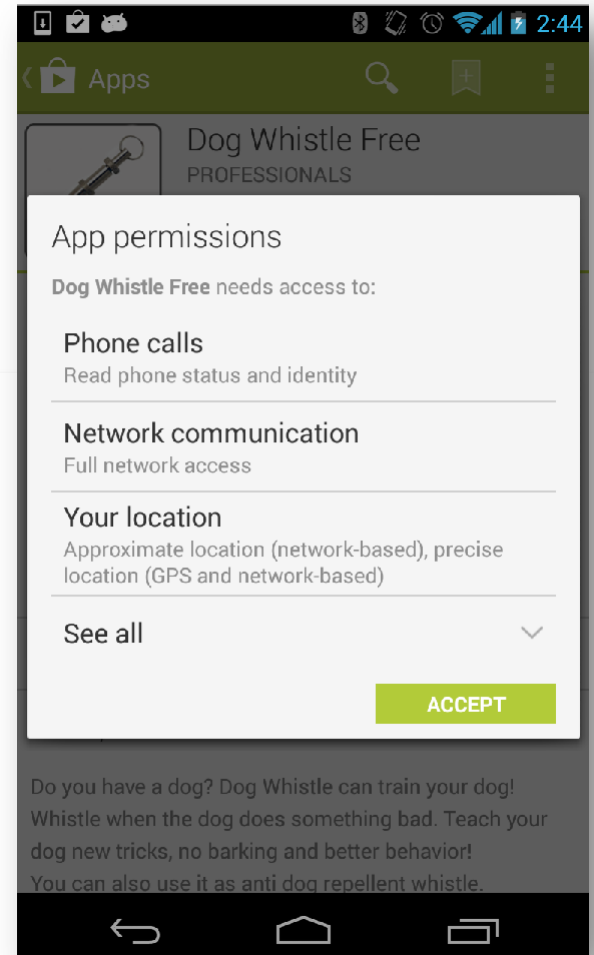 2:44
Apps
Dog Whistle Free
PROFESSIONALS
App permissions
Dog Whistle Free needs access to:
Phone calls
Read phone status and identity
Network communication
Full network access
Your location
Approximate location (network-based), precise
location (GPS and network-based)
See all
ACCEPT
Do you have a dog? Dog Whistle can train your dog!
Whistle when the dog does something bad. Teach your
dog new tricks, no barking and better behavior!
You can also use it as anti dog repellent whistle.